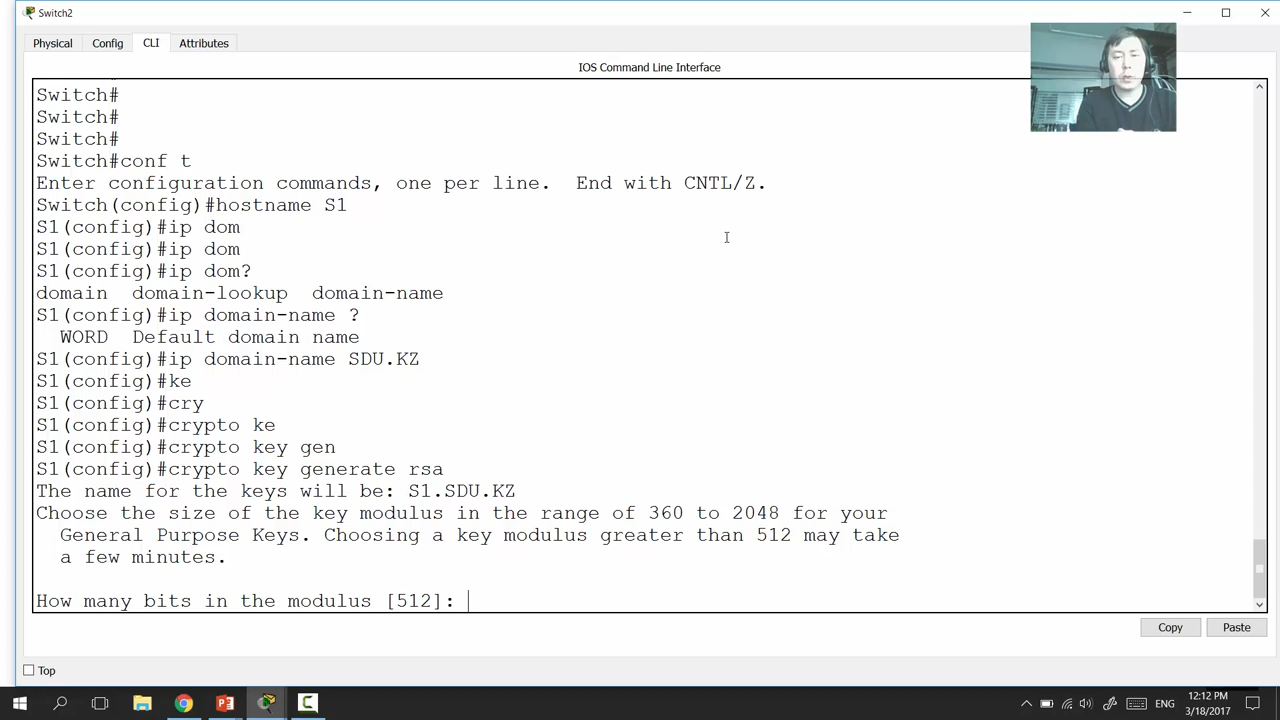 Switch2
Physical Config CLI Attributes
IOS Command Line Interface
Switch#
Switch#
Switch#
Switch#conf t
Enter configuration commands, one per line.  End with CNTL/Z.
Switch(config)#hostname S1
S1(config)#ip dom
S1(config)#ip dom
S1(config)#ip dom?
domain  domain-lookup  domain-name
S1(config)#ip domain-name ?
  WORD  Default domain name
S1(config)#ip domain-name SDU.KZ
S1(config)#ke
S1(config)#cry
S1(config)#crypto ke
S1(config)#crypto key gen
S1(config)#crypto key generate rsa
The name for the keys will be: S1.SDU.KZ
Choose the size of the key modulus in the range of 360 to 2048 for your
  General Purpose Keys. Choosing a key modulus greater than 512 may take
  a few minutes.
How many bits in the modulus [512]:
Copy Paste
Top
ENG
12:12 PM
3/18/2017